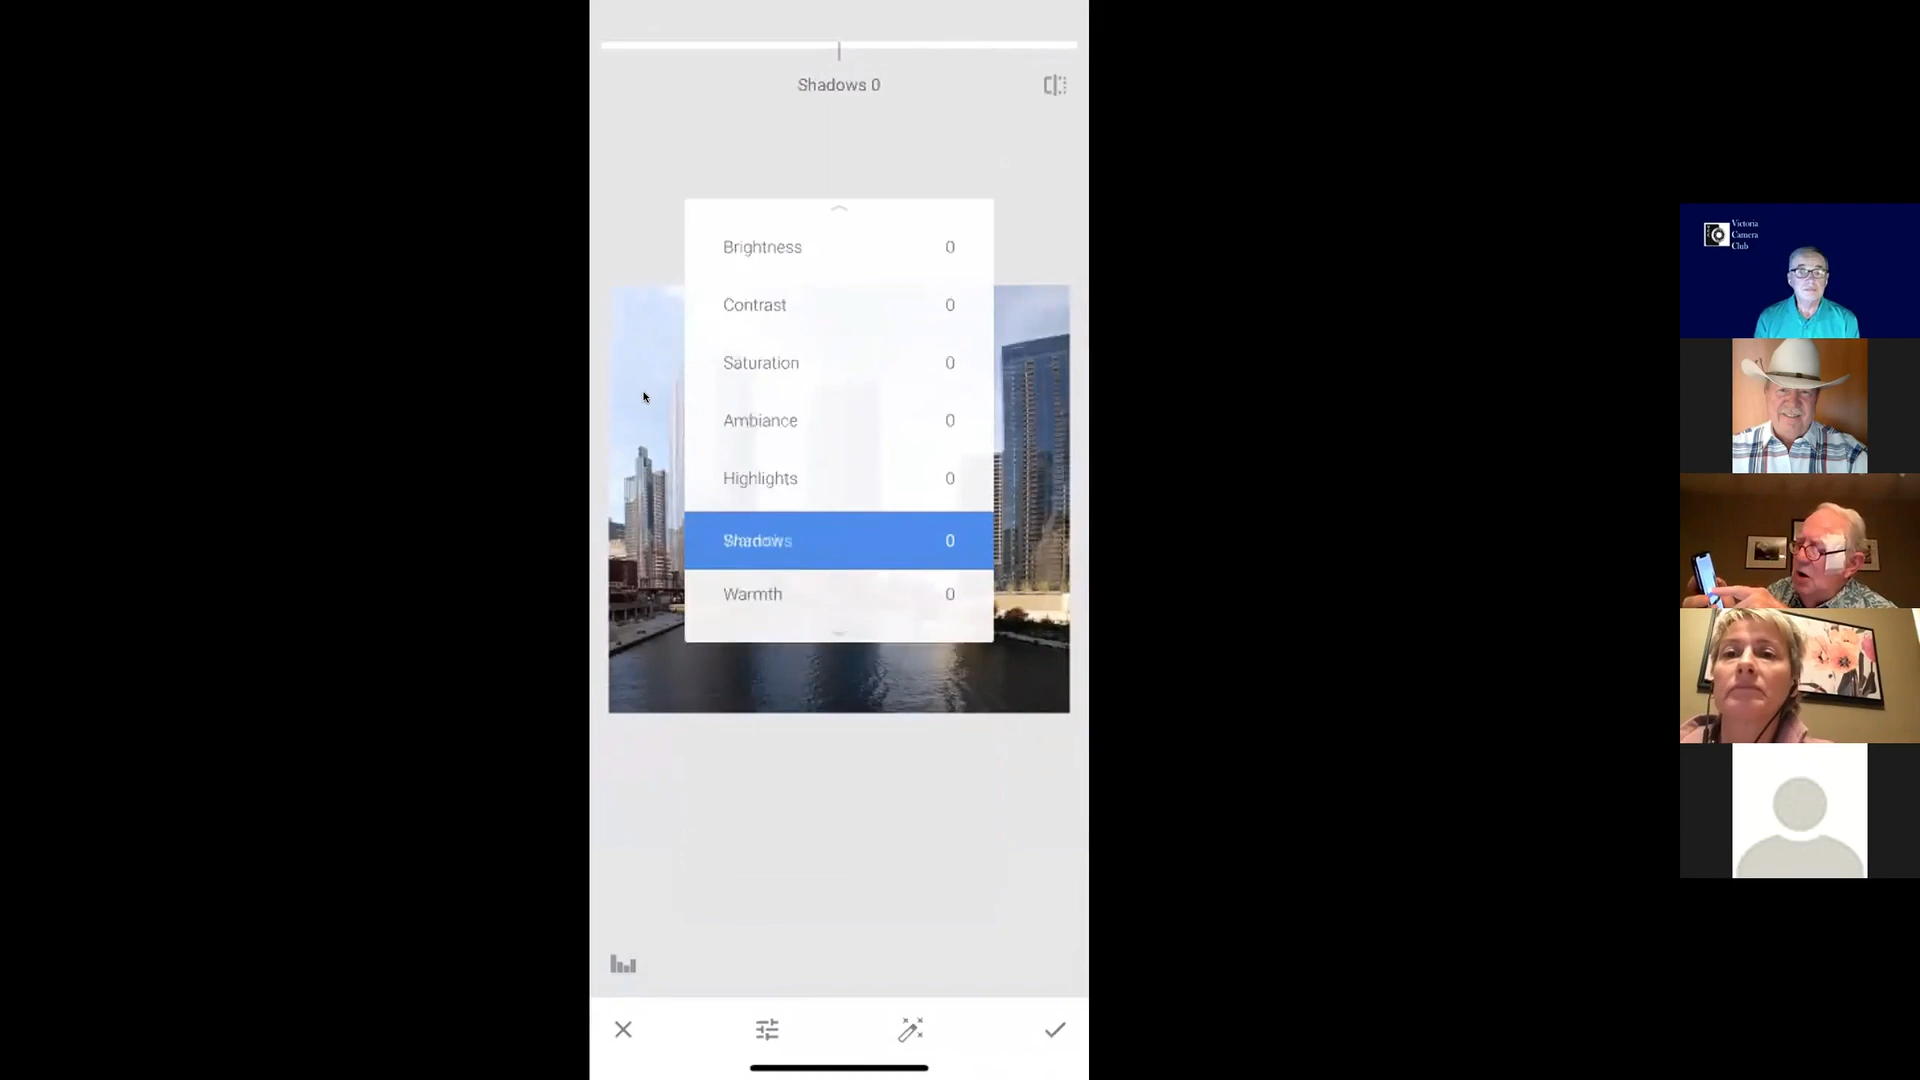 Shadows 0
Brightness 0
Contrast 0
Saturation 0
Ambiance 0
Highlights 0
Shadows 0
Warmth 0
Victoria
Camera
Club